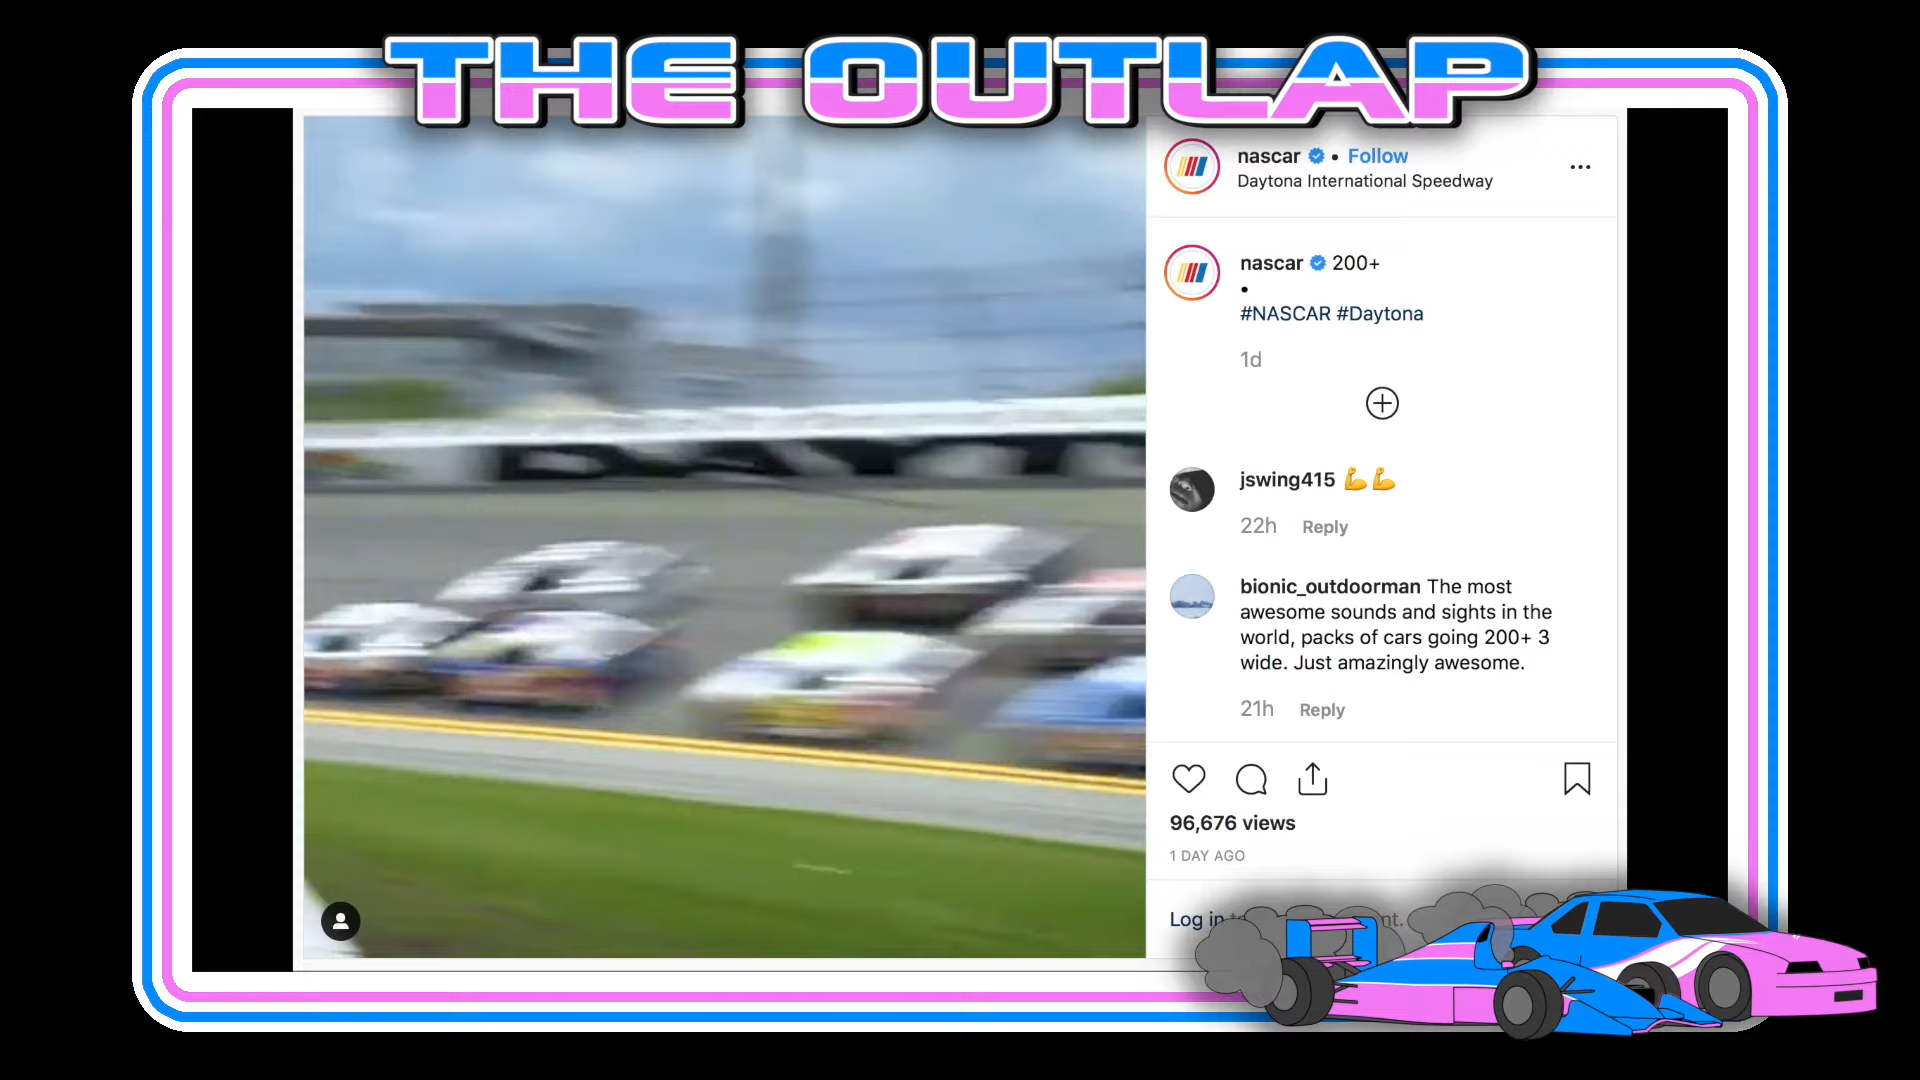 THE OUTLAP
nascar • Follow
Daytona International Speedway
nascar 200+
•
#NASCAR #Daytona
1d
jswing415 💪💪
22h Reply
bionic_outdoorman The most
awesome sounds and sights in the
world, packs of cars going 200+ 3
wide. Just amazingly awesome.
21h Reply
96,676 views
1 DAY AGO
Log in